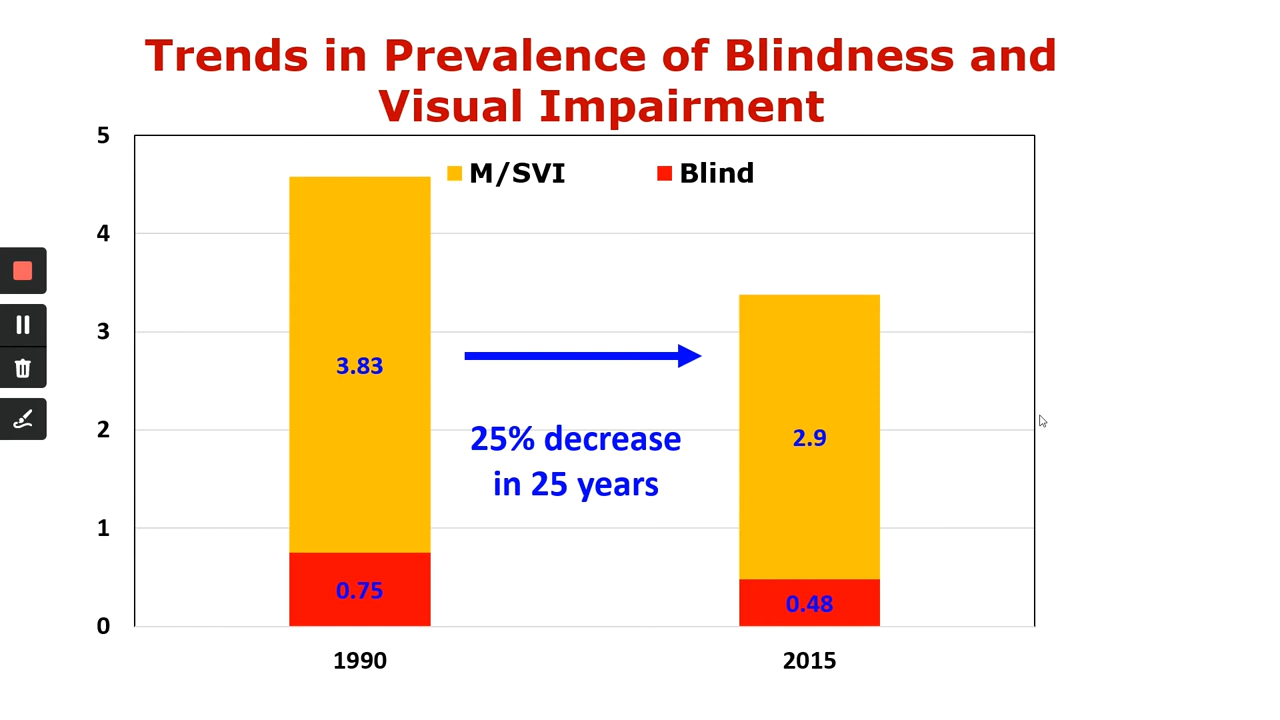 Trends in Prevalence of Blindness and
Visual Impairment
5
M/SVI
Blind
4
3
3.83
2
25% decrease
in 25 years
2.9
1
0.75
0.48
0
1990
2015